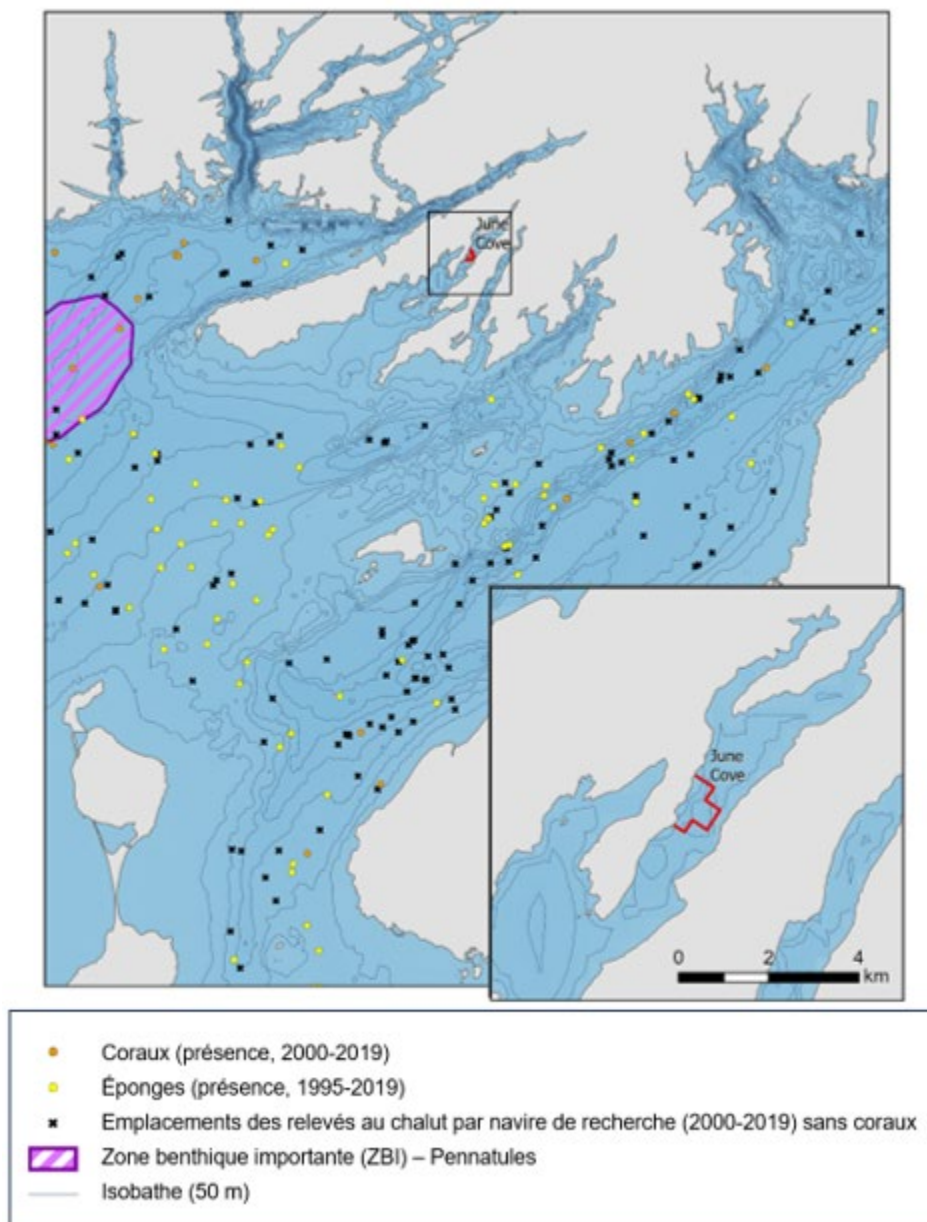 June
Cove
June
Cove
0 2 4
km
Coraux (présence, 2000-2019)
Éponges (présence, 1995-2019)
Emplacements des relevés au chalut par navire de recherche (2000-2019) sans coraux
Zone benthique importante (ZBI) – Pennatules
Isobathe (50 m)